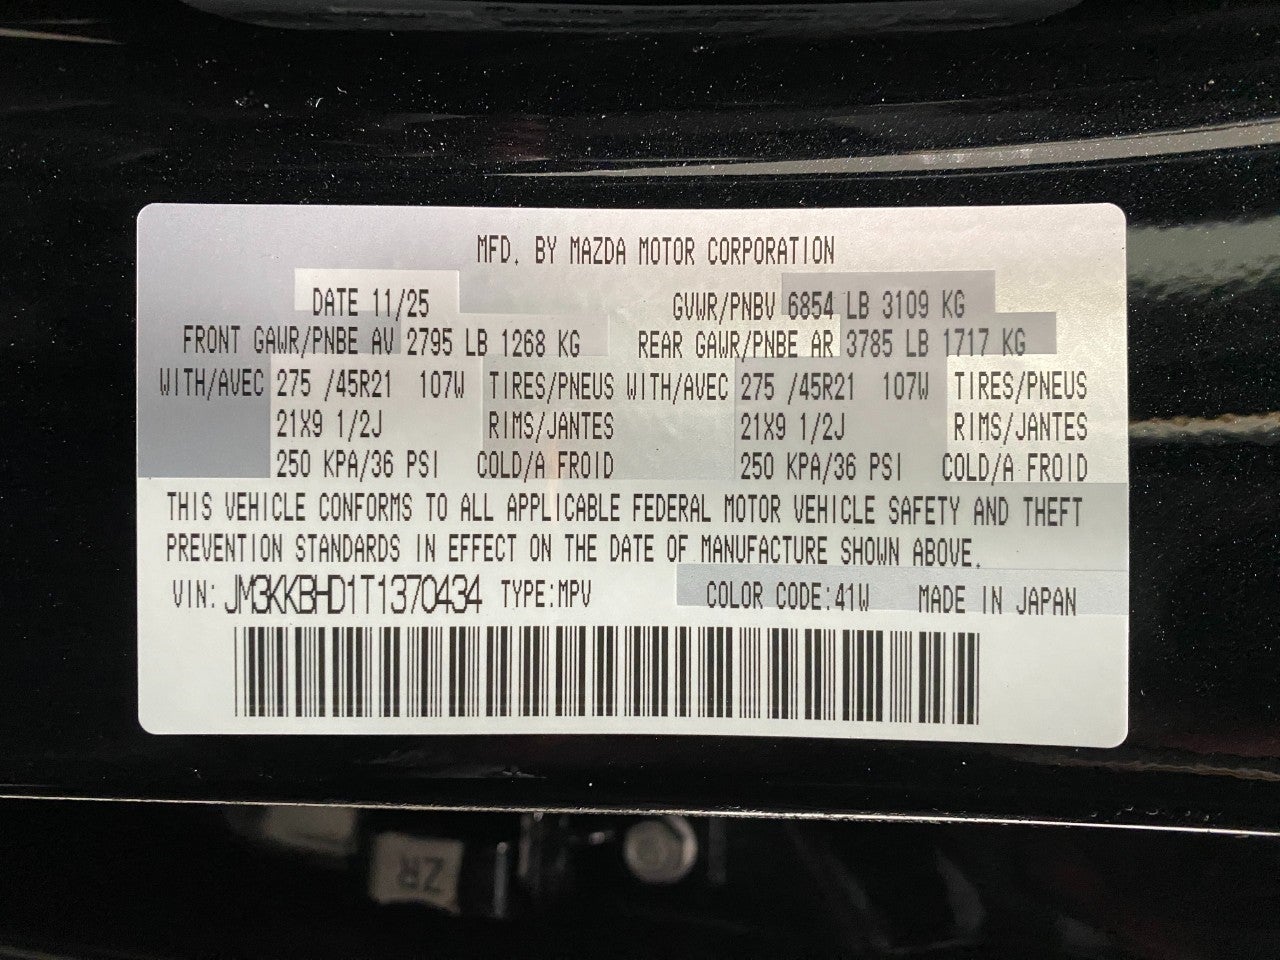 MFD. BY MAZDA MOTOR CORPORATION
DATE 11/25 GVWR/PNBV 6854 LB 3109 KG
FRONT GAWR/PNBE AV 2795 LB 1268 KG REAR GAWR/PNBE AR 3785 LB 1717 KG
WITH/AVEC 275 /45R21 107W TIRES/PNEUS WITH/AVEC 275 /45R21 107W TIRES/PNEUS
21X9 1/2J RIMS/JANTES 21X9 1/2J RIMS/JANTES
250 KPA/36 PSI COLD/A FROID 250 KPA/36 PSI COLD/A FROID
THIS VEHICLE CONFORMS TO ALL APPLICABLE FEDERAL MOTOR VEHICLE SAFETY AND THEFT
PREVENTION STANDARDS IN EFFECT ON THE DATE OF MANUFACTURE SHOWN ABOVE.
VIN: JM3KKBHD1T1370434 TYPE:MPV COLOR CODE:41W MADE IN JAPAN
ZR